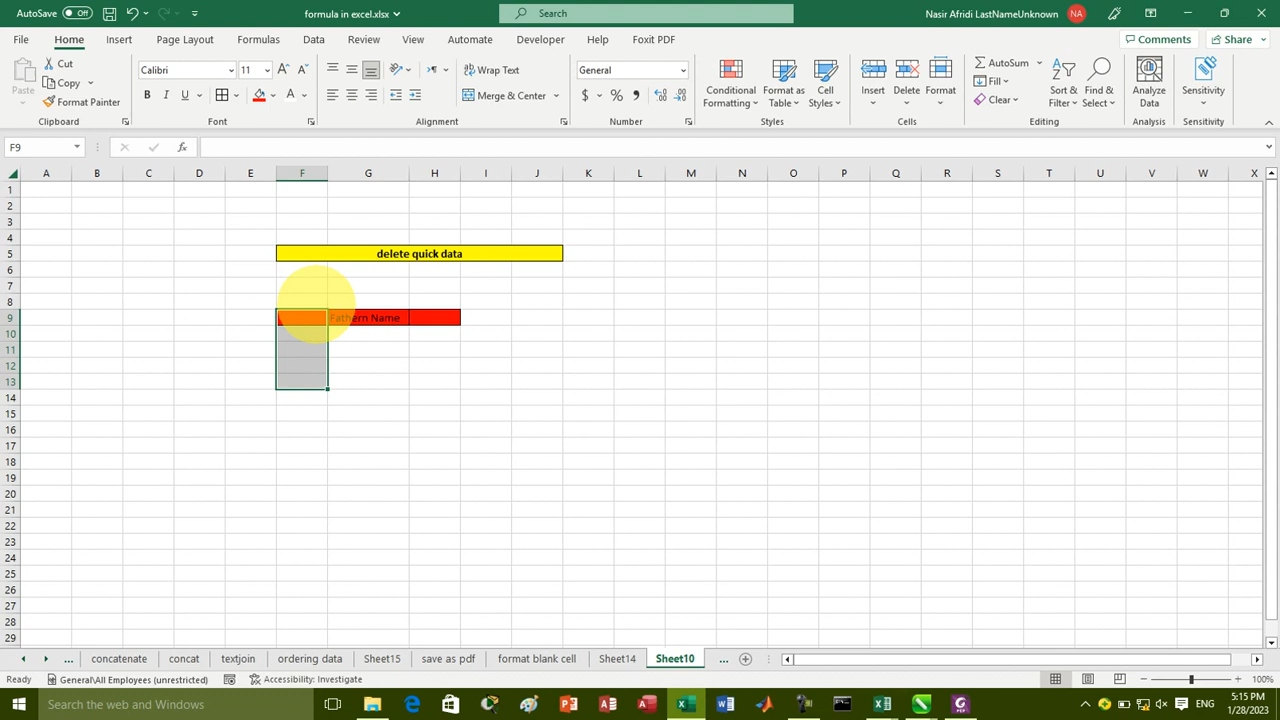 AutoSave Off formula in excel.xlsx Search Nasir Afridi LastNameUnknown NA
File Home Insert Page Layout Formulas Data Review View Automate Developer Help Foxit PDF Comments Share
Paste Cut Copy Format Painter Clipboard
Calibri 11 B I U A Font
Wrap Text Merge & Center Alignment
General $ % Number
Conditional Formatting Format as Table Cell Styles Styles
Insert Delete Format Cells
AutoSum Fill Clear Sort & Filter Find & Select Editing
Analyze Data Analysis
Sensitivity Sensitivity
F9 fx
A B C D E F G H I J K L M N O P Q R S T U V W X
1
2
3
4
5 delete quick data
6
7
8
9 Fathern Name
10
11
12
13
14
15
16
17
18
19
20
21
22
23
24
25
26
27
28
29
... concatenate concat textjoin ordering data Sheet15 save as pdf format blank cell Sheet14 Sheet10 ...
Ready General\All Employees (unrestricted) Accessibility: Investigate 100%
Search the web and Windows ENG 5:15 PM
1/28/2023